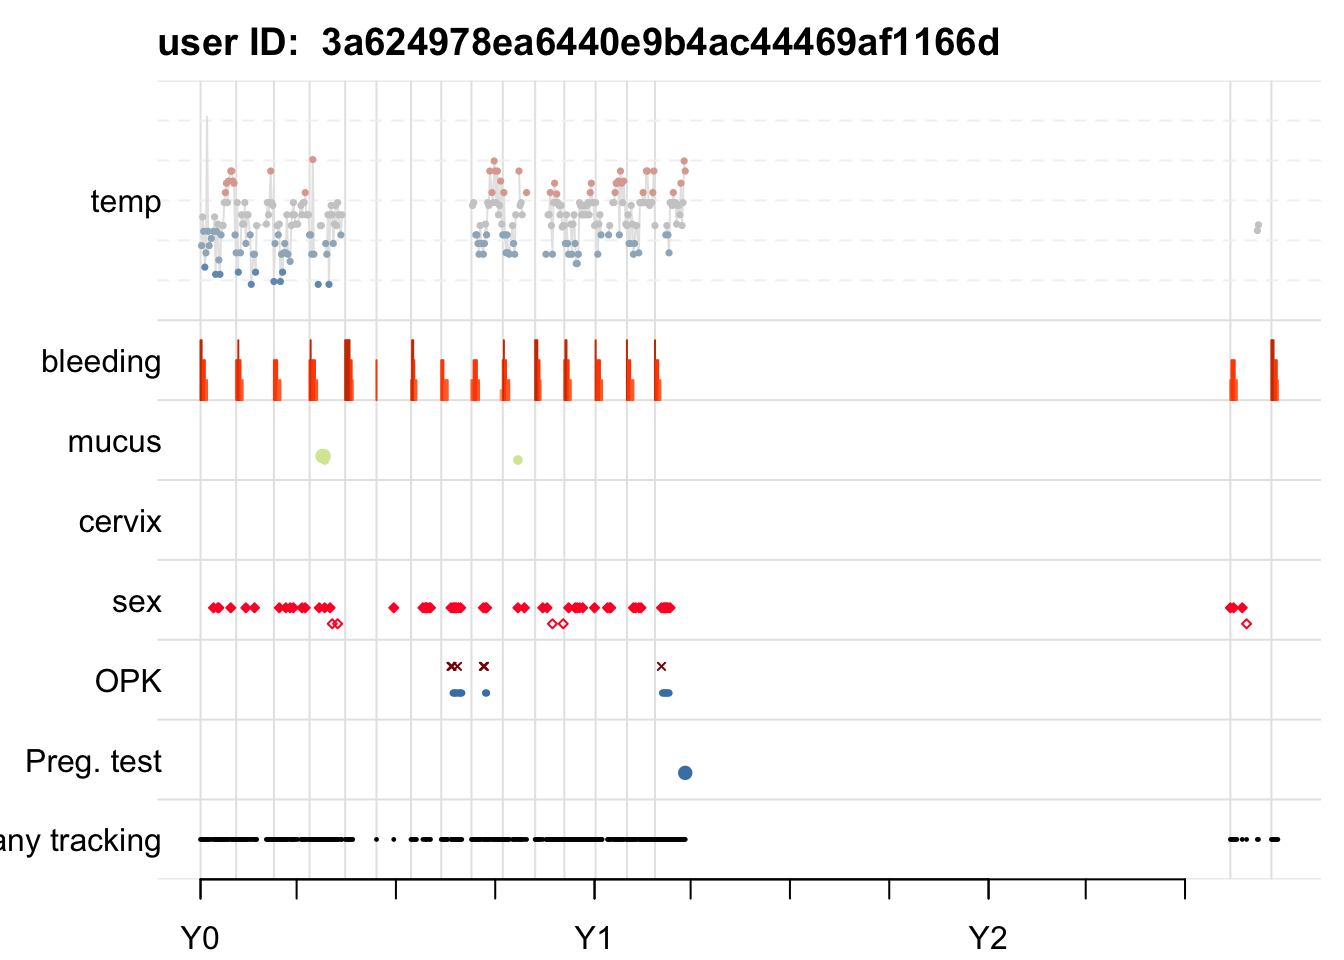 user ID:  3a624978ea6440e9b4ac44469af1166d
temp
bleeding
mucus
cervix
sex
OPK
Preg. test
any tracking
Y0 Y1 Y2